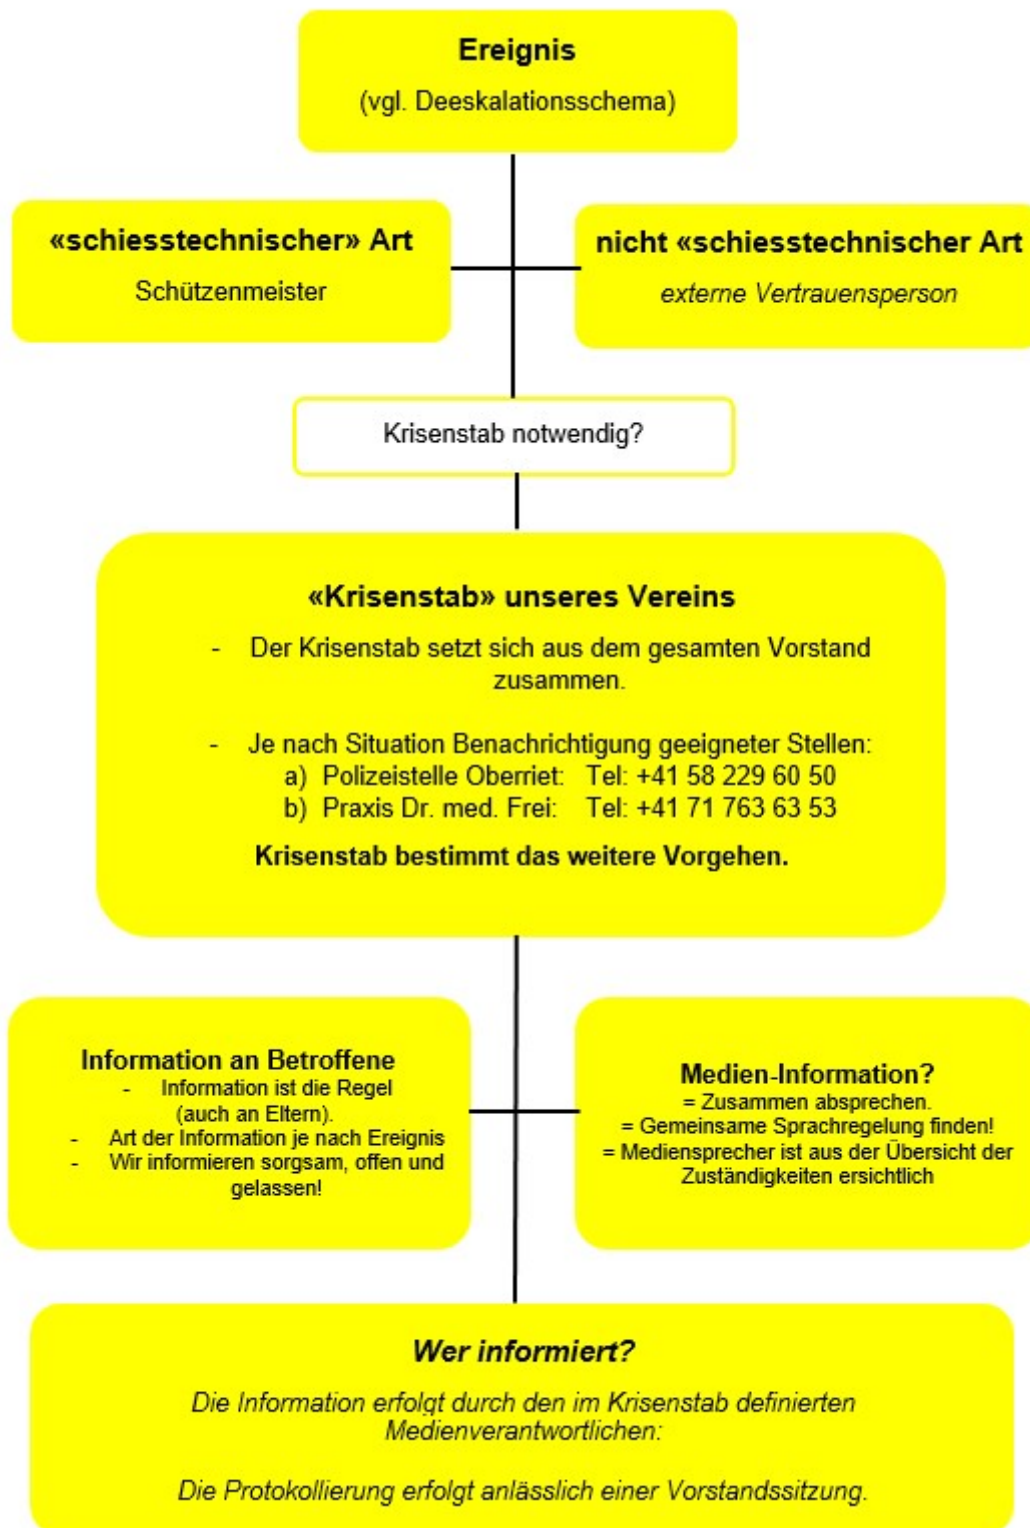 Ereignis
(vgl. Deeskalationsschema)
«schiesstechnischer» Art
Schützenmeister
nicht «schiesstechnischer Art
externe Vertrauensperson
Krisenstab notwendig?
«Krisenstab» unseres Vereins
- Der Krisenstab setzt sich aus dem gesamten Vorstand
zusammen.
- Je nach Situation Benachrichtigung geeigneter Stellen:
a) Polizeistelle Oberriet: Tel: +41 58 229 60 50
b) Praxis Dr. med. Frei: Tel: +41 71 763 63 53
Krisenstab bestimmt das weitere Vorgehen.
Information an Betroffene
- Information ist die Regel
(auch an Eltern).
- Art der Information je nach Ereignis
- Wir informieren sorgsam, offen und
gelassen!
Medien-Information?
= Zusammen absprechen.
= Gemeinsame Sprachregelung finden!
= Mediensprecher ist aus der Übersicht der
Zuständigkeiten ersichtlich
Wer informiert?
Die Information erfolgt durch den im Krisenstab definierten
Medienverantwortlichen:
Die Protokollierung erfolgt anlässlich einer Vorstandssitzung.